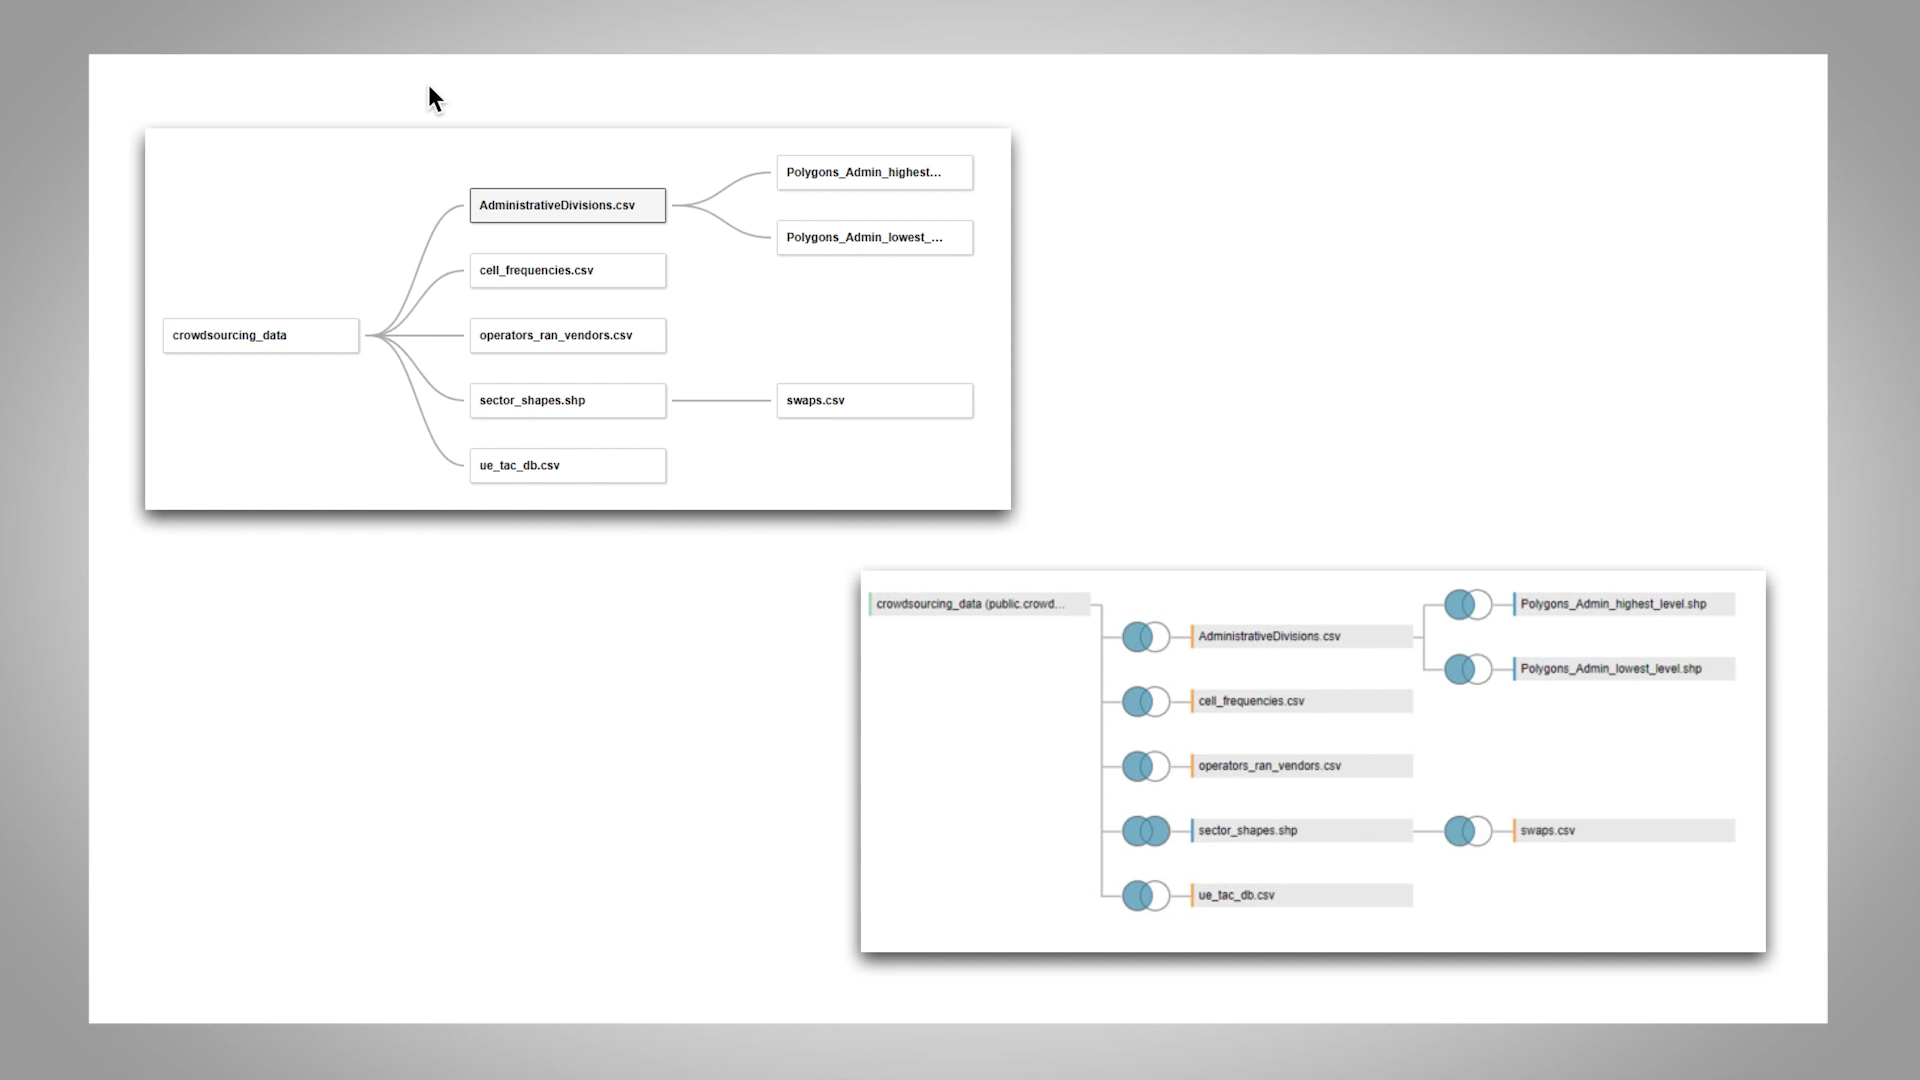 Polygons_Admin_highest...
AdministrativeDivisions.csv
Polygons_Admin_lowest_...
cell_frequencies.csv
crowdsourcing_data
operators_ran_vendors.csv
sector_shapes.shp
swaps.csv
ue_tac_db.csv
crowdsourcing_data (public.crowd...
Polygons_Admin_highest_level.shp
AdministrativeDivisions.csv
Polygons_Admin_lowest_level.shp
cell_frequencies.csv
operators_ran_vendors.csv
sector_shapes.shp
swaps.csv
ue_tac_db.csv